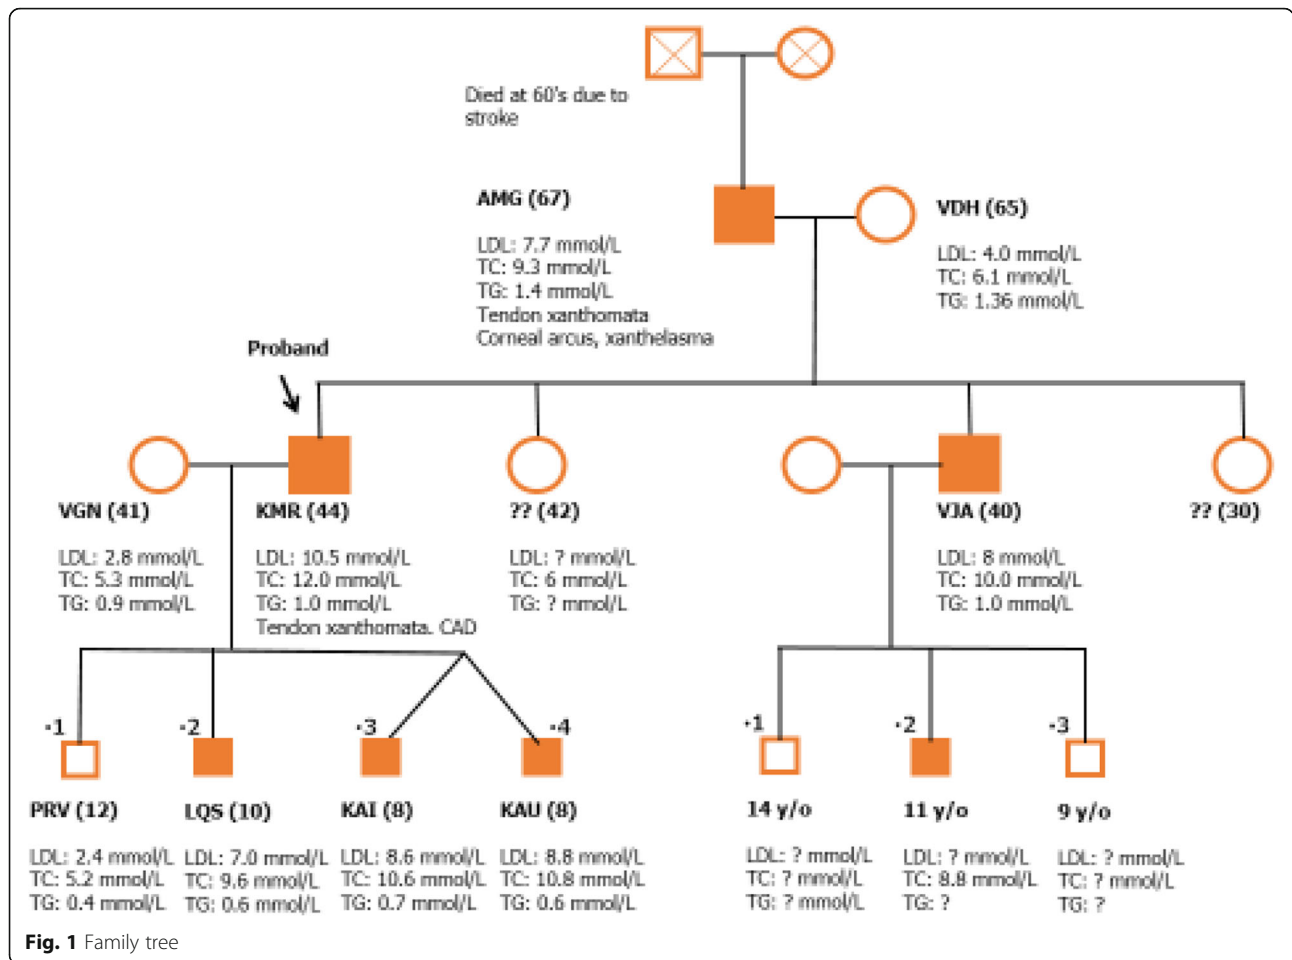 Died at 60's due to
stroke
AMG (67)
LDL: 7.7 mmol/L
TC: 9.3 mmol/L
TG: 1.4 mmol/L
Tendon xanthomata
Corneal arcus, xanthelasma
VDH (65)
LDL: 4.0 mmol/L
TC: 6.1 mmol/L
TG: 1.36 mmol/L
Proband
VGN (41)
LDL: 2.8 mmol/L
TC: 5.3 mmol/L
TG: 0.9 mmol/L
KMR (44)
LDL: 10.5 mmol/L
TC: 12.0 mmol/L
TG: 1.0 mmol/L
Tendon xanthomata. CAD
?? (42)
LDL: ? mmol/L
TC: 6 mmol/L
TG: ? mmol/L
VJA (40)
LDL: 8 mmol/L
TC: 10.0 mmol/L
TG: 1.0 mmol/L
?? (30)
·1
PRV (12)
LDL: 2.4 mmol/L
TC: 5.2 mmol/L
TG: 0.4 mmol/L
·2
LQS (10)
LDL: 7.0 mmol/L
TC: 9.6 mmol/L
TG: 0.6 mmol/L
·3
KAI (8)
LDL: 8.6 mmol/L
TC: 10.6 mmol/L
TG: 0.7 mmol/L
·4
KAU (8)
LDL: 8.8 mmol/L
TC: 10.8 mmol/L
TG: 0.6 mmol/L
·1
14 y/o
LDL: ? mmol/L
TC: ? mmol/L
TG: ? mmol/L
·2
11 y/o
LDL: ? mmol/L
TC: 8.8 mmol/L
TG: ?
·3
9 y/o
LDL: ? mmol/L
TC: ? mmol/L
TG: ?
Fig. 1 Family tree